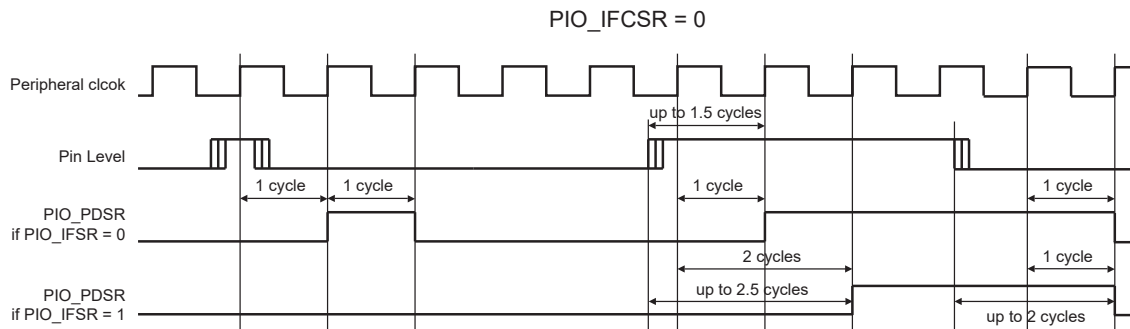 PIO_IFCSR = 0
Peripheral clcok
up to 1.5 cycles
Pin Level
1 cycle
1 cycle
1 cycle
1 cycle
PIO_PDSR
if PIO_IFSR = 0
2 cycles
1 cycle
PIO_PDSR
if PIO_IFSR = 1
up to 2.5 cycles
up to 2 cycles